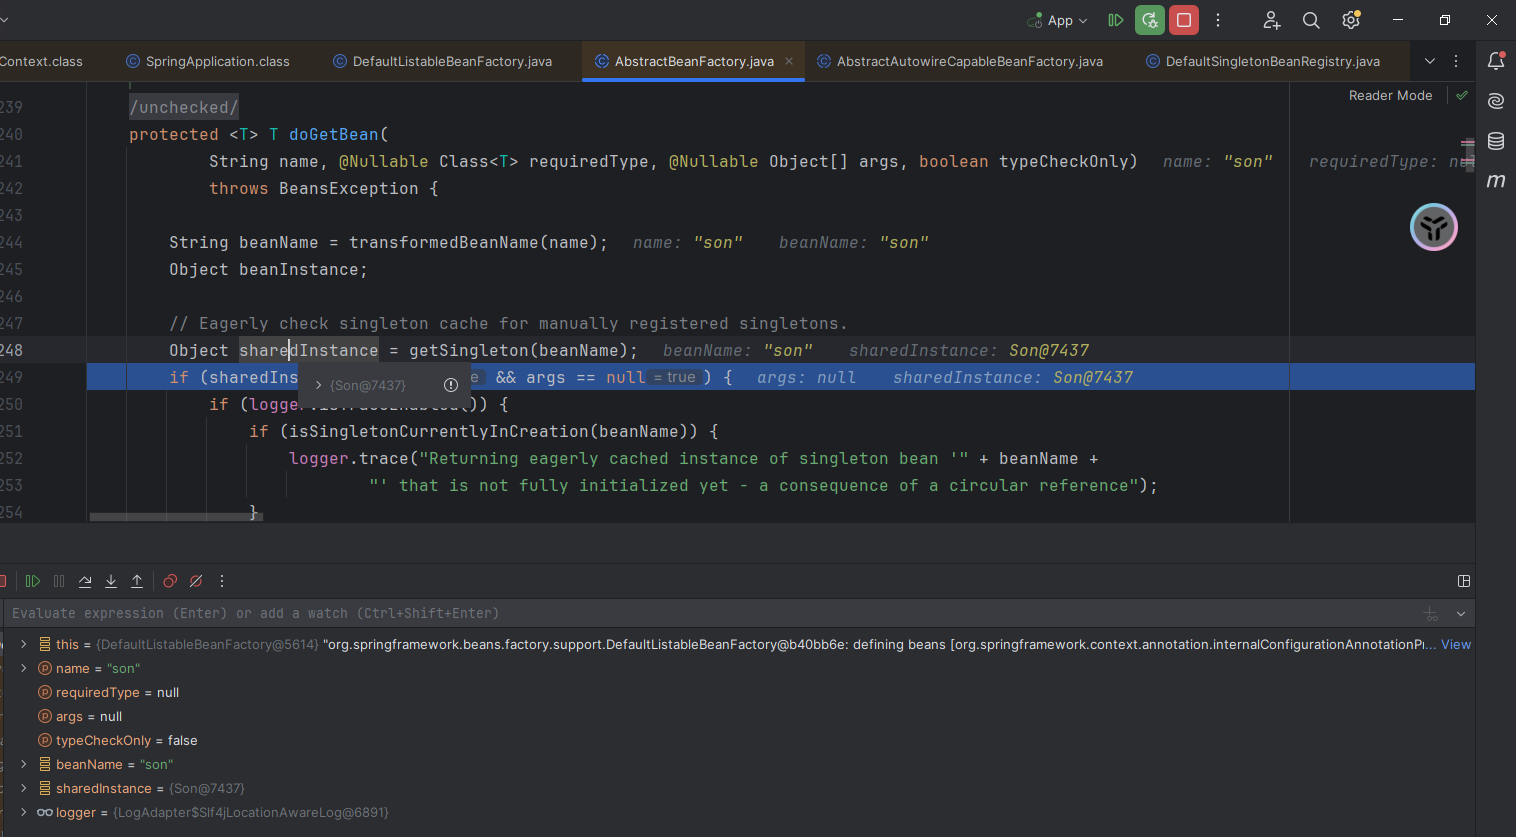 App
Context.class SpringApplication.class DefaultListableBeanFactory.java AbstractBeanFactory.java AbstractAutowireCapableBeanFactory.java DefaultSingletonBeanRegistry.java
Reader Mode
239 /unchecked/
240 protected <T> T doGetBean(
241 String name, @Nullable Class<T> requiredType, @Nullable Object[] args, boolean typeCheckOnly) name: "son" requiredType:
242 throws BeansException {
243
244 String beanName = transformedBeanName(name); name: "son" beanName: "son"
245 Object beanInstance;
246
247 // Eagerly check singleton cache for manually registered singletons.
248 Object sharedInstance = getSingleton(beanName); beanName: "son" sharedInstance: Son@7437
249 if (sharedIns e && args == null = true ) { args: null sharedInstance: Son@7437
{Son@7437}
250 if (logge ()) {
251 if (isSingletonCurrentlyInCreation(beanName)) {
252 logger.trace("Returning eagerly cached instance of singleton bean '" + beanName +
253 "' that is not fully initialized yet - a consequence of a circular reference");
254 }
Evaluate expression (Enter) or add a watch (Ctrl+Shift+Enter)
this = {DefaultListableBeanFactory@5614} "org.springframework.beans.factory.support.DefaultListableBeanFactory@b40bb6e: defining beans [org.springframework.context.annotation.internalConfigurationAnnotationPr... View
name = "son"
requiredType = null
args = null
typeCheckOnly = false
beanName = "son"
sharedInstance = {Son@7437}
logger = {LogAdapter$Slf4jLocationAwareLog@6891}